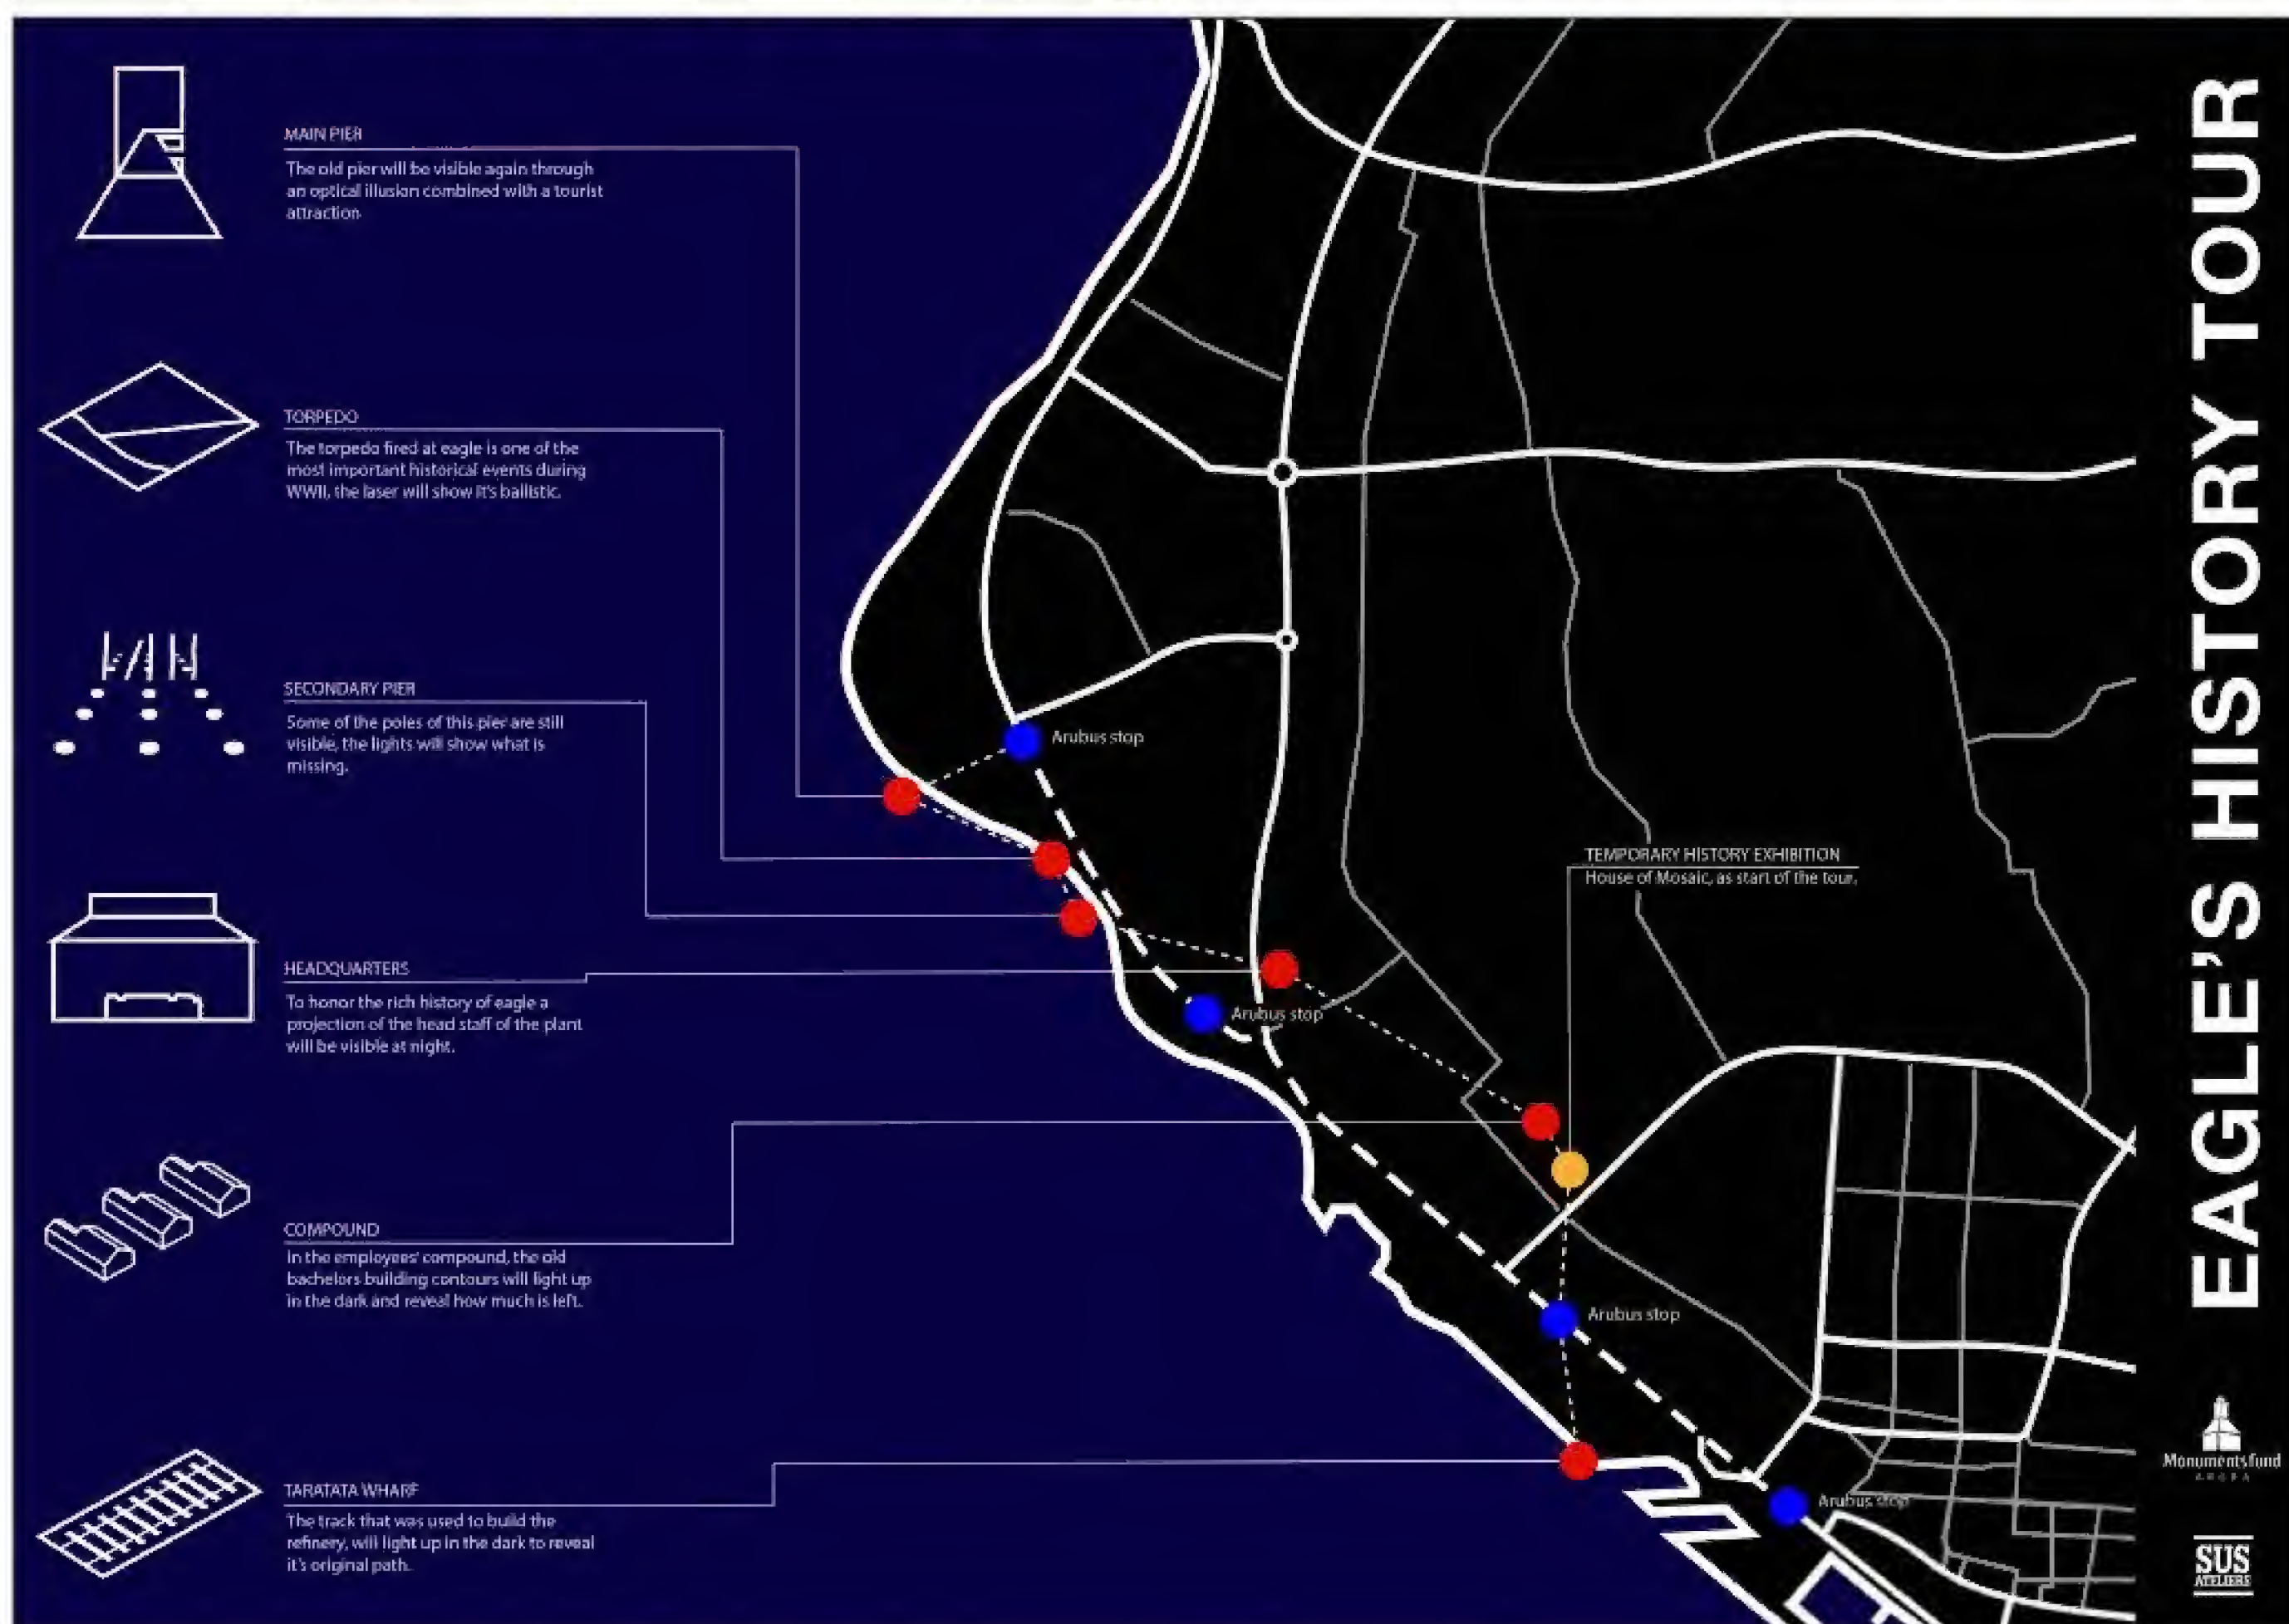 MAIN PIER
The old pier will be visible again through
an optical illusion combined with a tourist
attraction
TORPEDO
The torpedo fired at eagle is one of the
most important historical events during
WWII, the laser will show it's ballistic.
SECONDARY PIER
Some of the poles of this pier are still
visible, the lights will show what is
missing.
HEADQUARTERS
To honor the rich history of eagle a
projection of the head staff of the plant
will be visible at night.
COMPOUND
In the employees' compound, the old
bachelors building contours will light up
in the dark and reveal how much is left.
TARATATA WHARF
The track that was used to build the
refinery, will light up in the dark to reveal
it's original path.
Arubus stop
Arubus stop
TEMPORARY HISTORY EXHIBITION
House of Mosaic, as start of the tour.
Arubus stop
Arubus stop
EAGLE'S HISTORY TOUR
Monumentsfund
ARUBA
SUS
ATELIERS